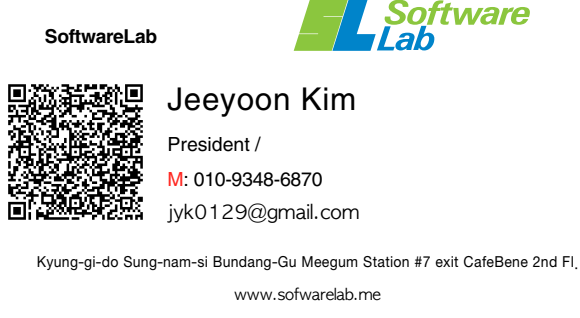 SoftwareLab
Software
Lab
Jeeyoon Kim
President /
M: 010-9348-6870
jyk0129@gmail.com
Kyung-gi-do Sung-nam-si Bundang-Gu Meegum Station #7 exit CafeBene 2nd Fl.
www.sofwarelab.me